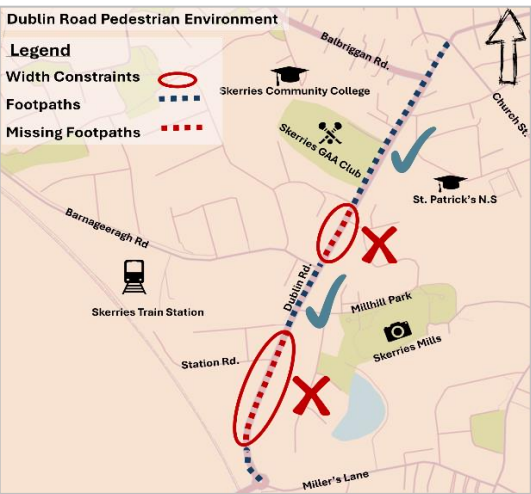 Dublin Road Pedestrian Environment
Legend
Width Constraints
Footpaths
Missing Footpaths
Balbriggan Rd.
Church St.
Skerries Community College
Skerries GAA Club
St. Patrick's N.S
Barnageeragh Rd
Dublin Rd.
Skerries Train Station
Millhill Park
Skerries Mills
Station Rd.
Miller's Lane